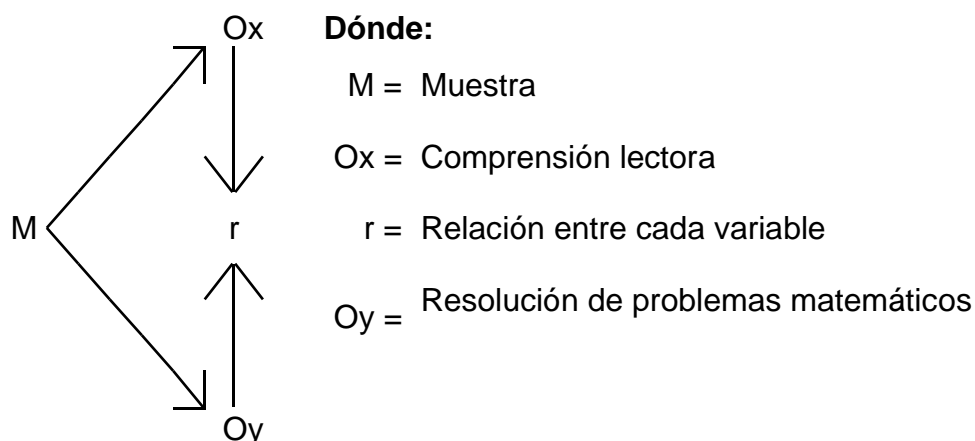 Ox Dónde:
M = Muestra
Ox = Comprensión lectora
M r r = Relación entre cada variable
Oy = Resolución de problemas matemáticos
Oy